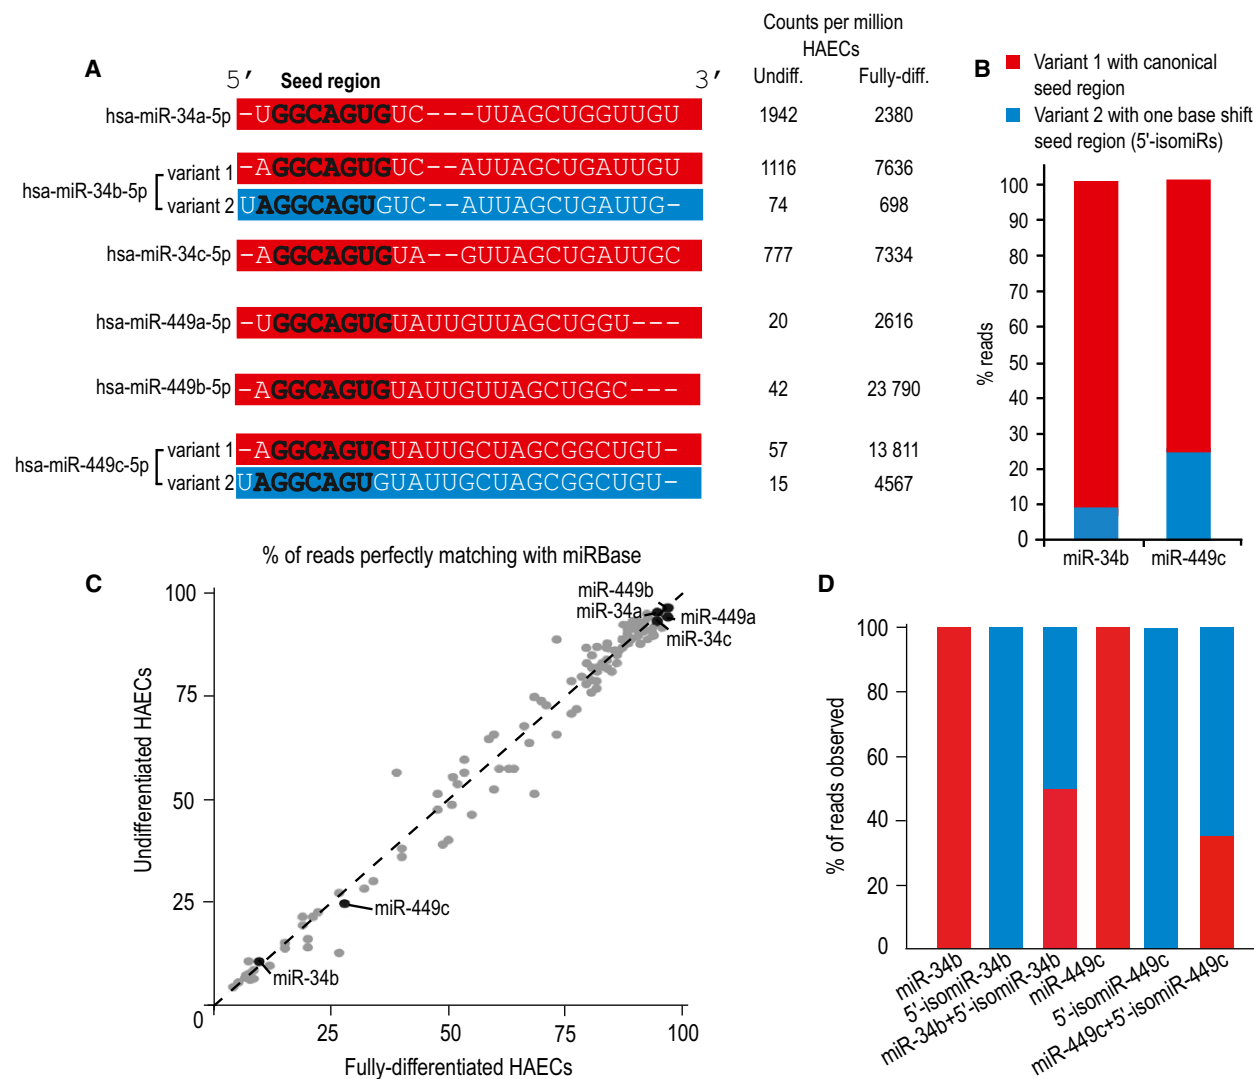 A
5′ Seed region 3′
Counts per million
HAECs
Undiff. Fully-diff.
hsa-miR-34a-5p -UGGCAGUGUC---UUAGCUGGUUGU 1942 2380
hsa-miR-34b-5p
variant 1 -AGGCAGUGUC--AUUAGCUGAUUGU 1116 7636
variant 2 UAGGCAGUGUC--AUUAGCUGAUUG- 74 698
hsa-miR-34c-5p -AGGCAGUGUA--GUUAGCUGAUUGC 777 7334
hsa-miR-449a-5p -UGGCAGUGUAUUGUUAGCUGGU--- 20 2616
hsa-miR-449b-5p -AGGCAGUGUAUUGUUAGCUGGC--- 42 23 790
hsa-miR-449c-5p
variant 1 -AGGCAGUGUAUUGCUAGCGGCUGU- 57 13 811
variant 2 UAGGCAGUGUAUUGCUAGCGGCUGU- 15 4567
B
Variant 1 with canonical
seed region
Variant 2 with one base shift
seed region (5'-isomiRs)
% reads
100
90
80
70
60
50
40
30
20
10
0
miR-34b miR-449c
C
% of reads perfectly matching with miRBase
Undifferentiated HAECs
100
75
50
25
0
25 50 75 100
Fully-differentiated HAECs
miR-449b
miR-34a
miR-449a
miR-34c
miR-449c
miR-34b
D
% of reads observed
100
80
60
40
20
0
miR-34b
5'-isomiR-34b
miR-34b+5'-isomiR-34b
miR-449c
5'-isomiR-449c
miR-449c+5'-isomiR-449c